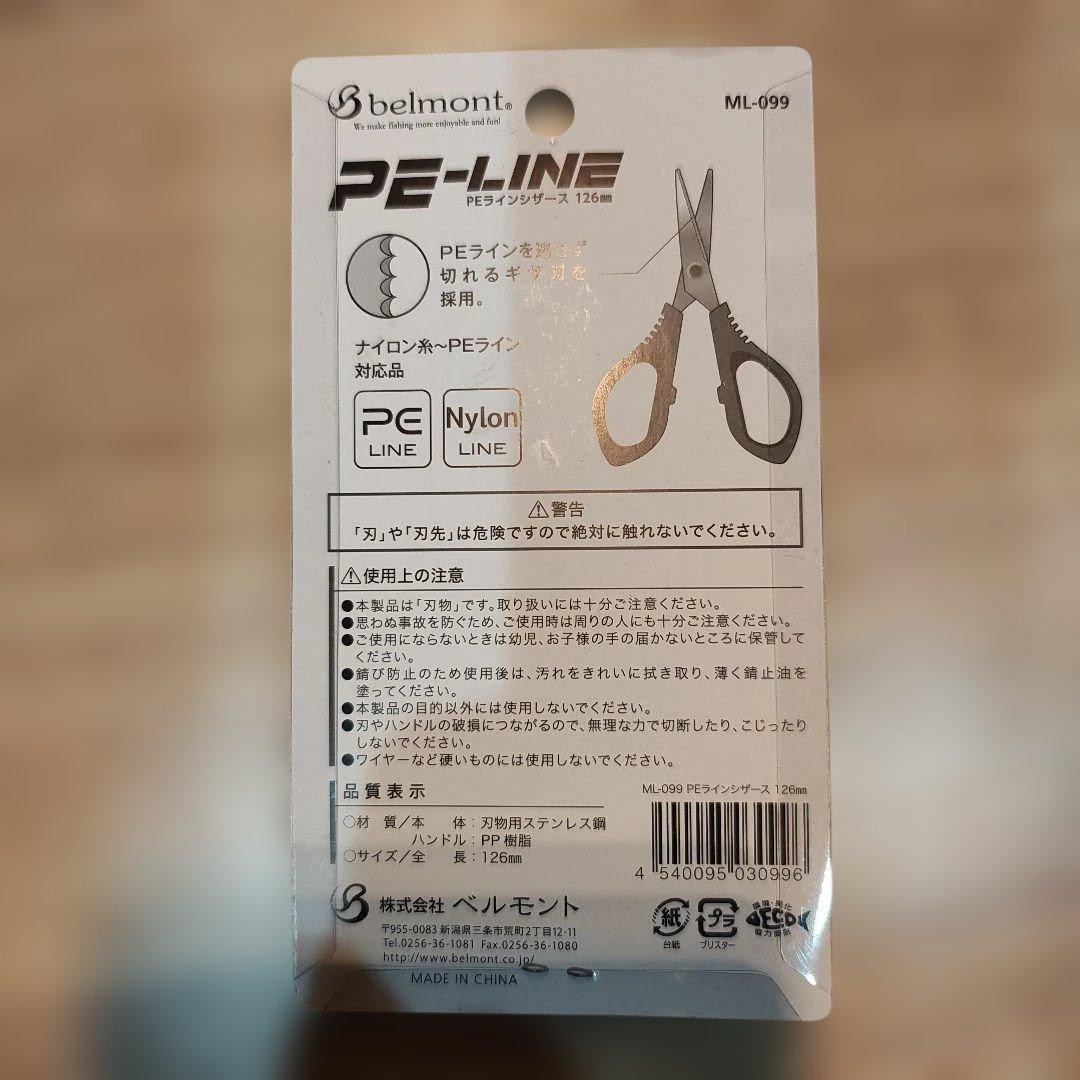 belmont®
We make fishing more enjoyable and fun!
ML-099
PE-LINE
PEラインシザース 126㎜
PEラインを逃さず
切れるギザ刃を
採用。
ナイロン糸～PEライン
対応品
PE
LINE
Nylon
LINE
⚠警告
「刃」や「刃先」は危険ですので絶対に触れないでください。
⚠使用上の注意
●本製品は「刃物」です。取り扱いには十分ご注意ください。
●思わぬ事故を防ぐため、ご使用時は周りの人にも十分ご注意ください。
●ご使用にならないときは幼児、お子様の手の届かないところに保管して
ください。
●錆び防止のため使用後は、汚れをきれいに拭き取り、薄く錆止油を
塗ってください。
●本製品の目的以外には使用しないでください。
●刃やハンドルの破損につながるので、無理な力で切断したり、こじったり
しないでください。
●ワイヤーなど硬いものには使用しないでください。
品質表示
○材　質／本　　体：刃物用ステンレス鋼
ハンドル：PP樹脂
○サイズ／全　　長：126㎜
ML-099 PEラインシザース 126㎜
4 540095 030996
株式会社 ベルモント
〒955-0083 新潟県三条市荒町2丁目12-11
Tel.0256-36-1081 Fax.0256-36-1080
http://www.belmont.co.jp/
MADE IN CHINA
紙
台紙
プラ
ブリスター
環境・美化
ECO
協力